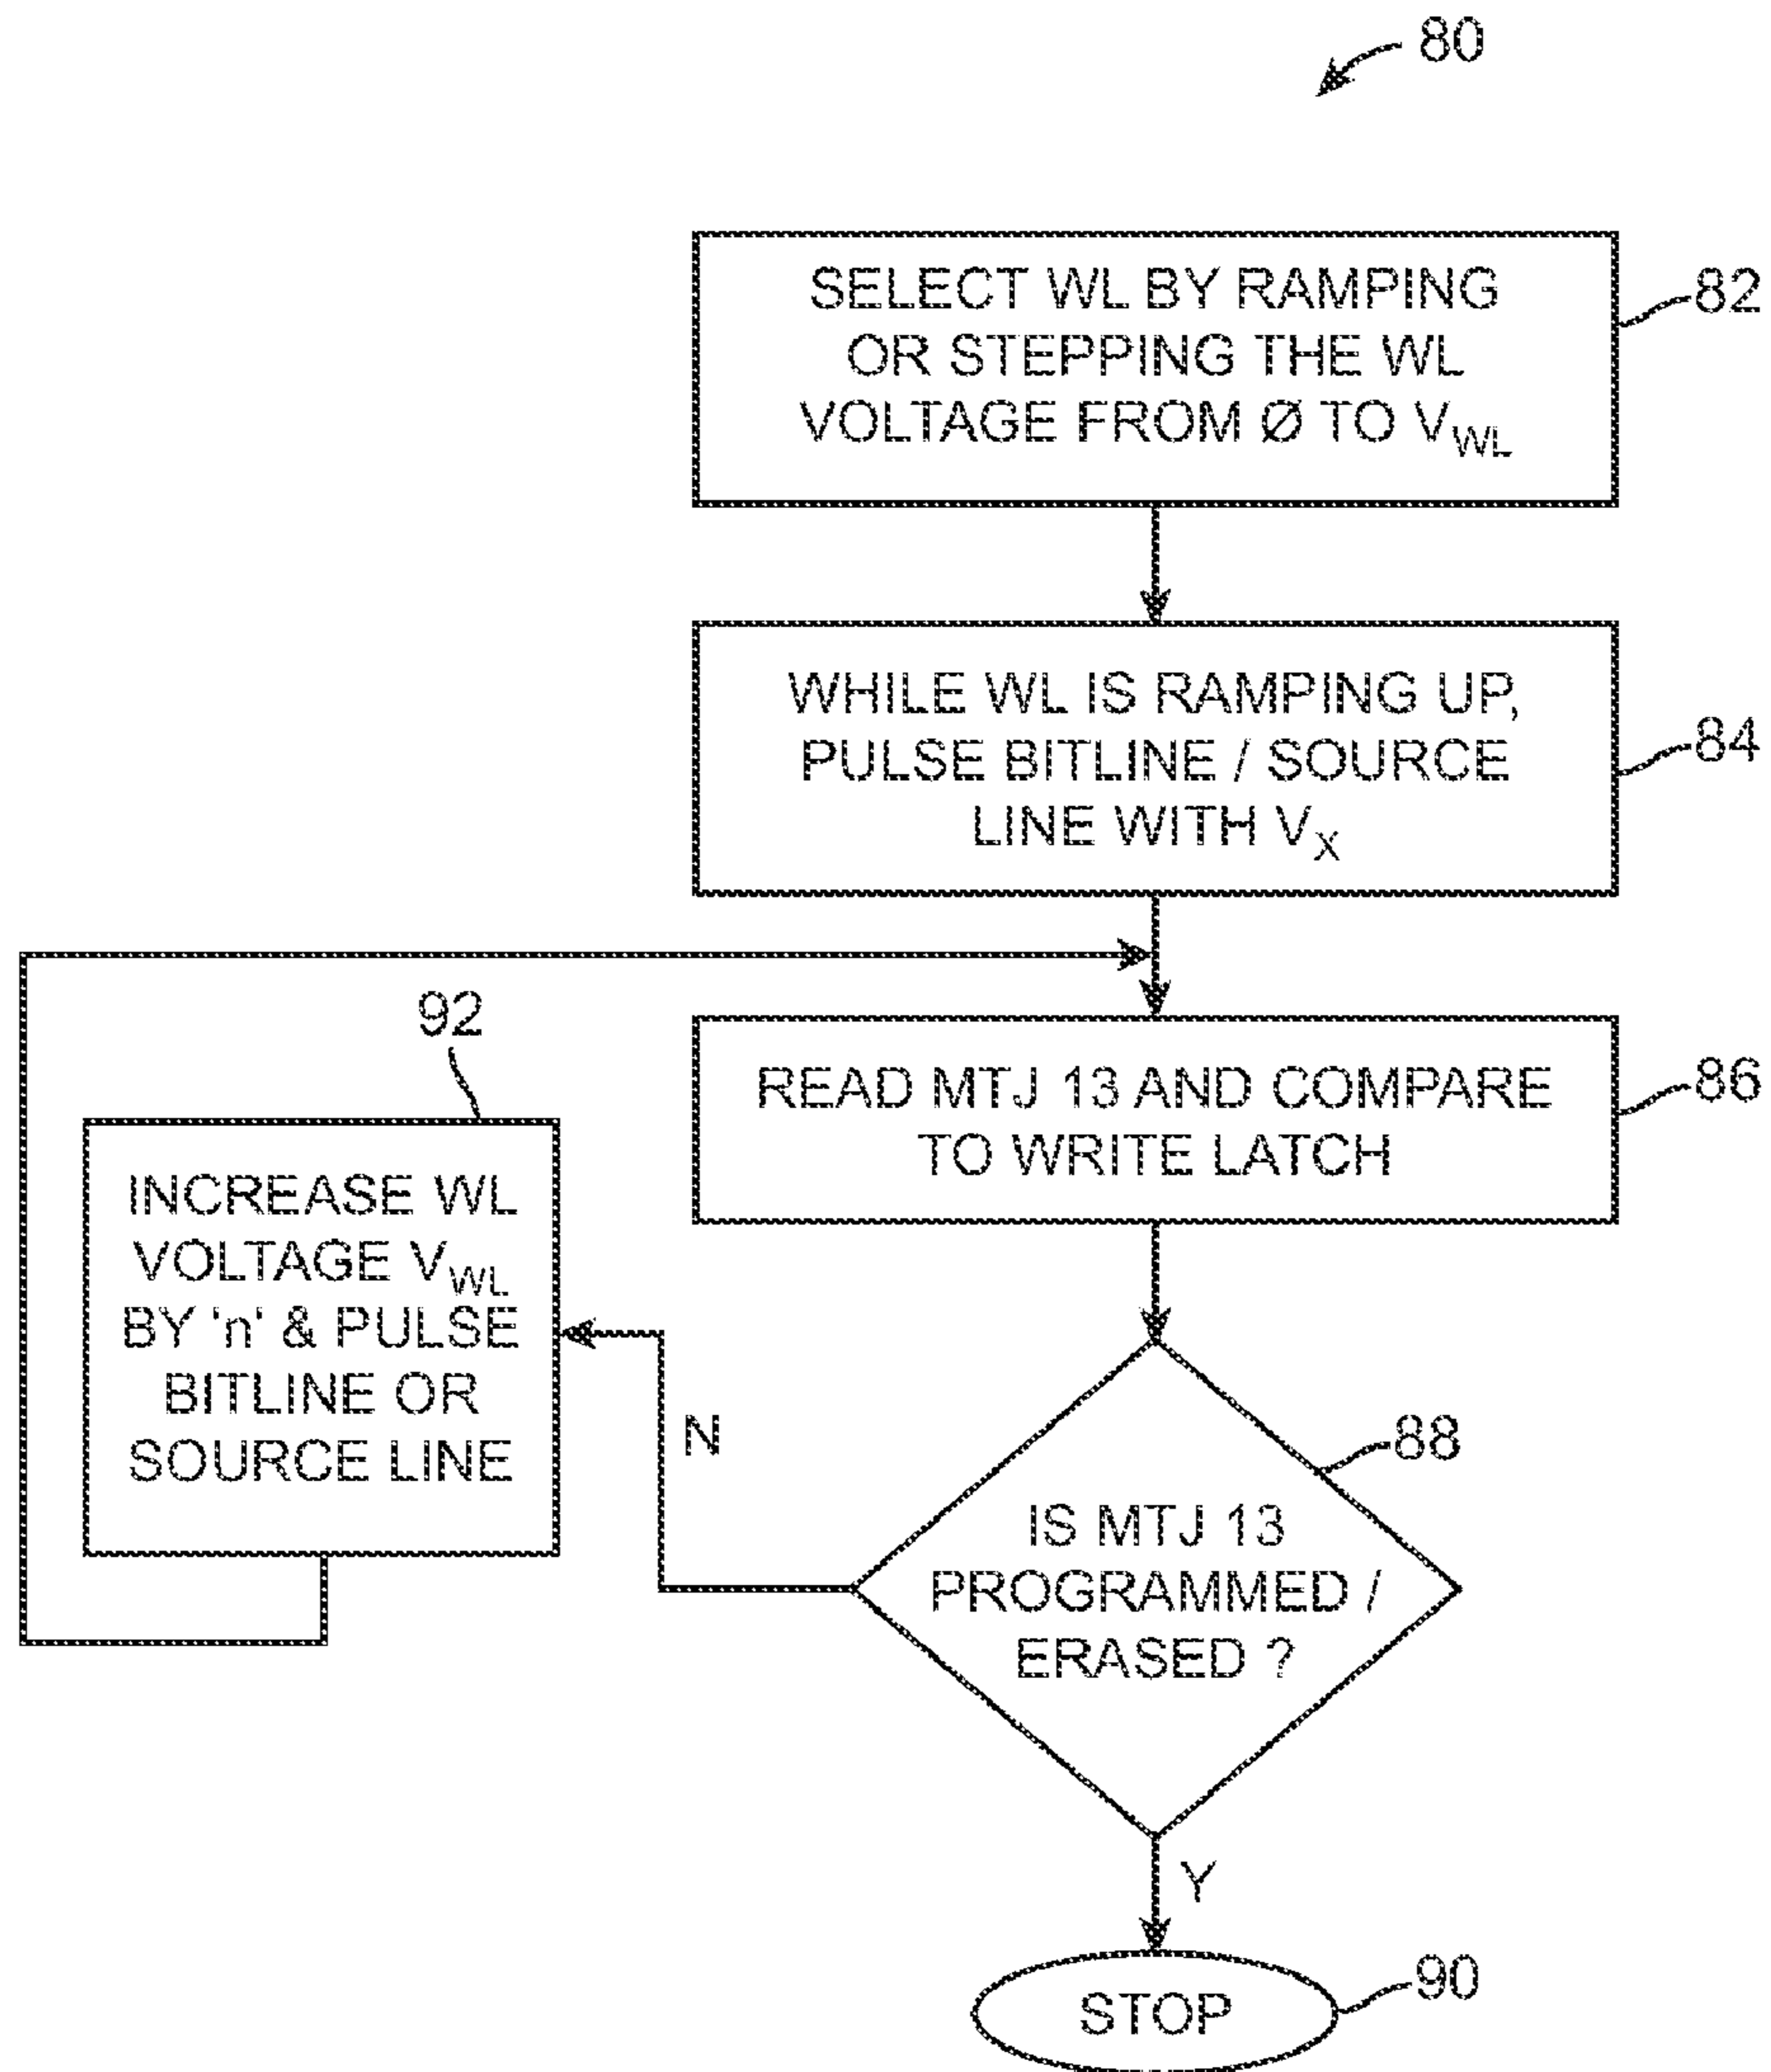 80
SELECT WL BY RAMPING
OR STEPPING THE WL
VOLTAGE FROM Ø TO VWL
82
WHILE WL IS RAMPING UP,
PULSE BITLINE / SOURCE
LINE WITH VX
84
READ MTJ 13 AND COMPARE
TO WRITE LATCH
86
92
INCREASE WL
VOLTAGE VWL
BY 'n' & PULSE
BITLINE OR
SOURCE LINE
N
88
IS MTJ 13
PROGRAMMED /
ERASED ?
Y
STOP
90